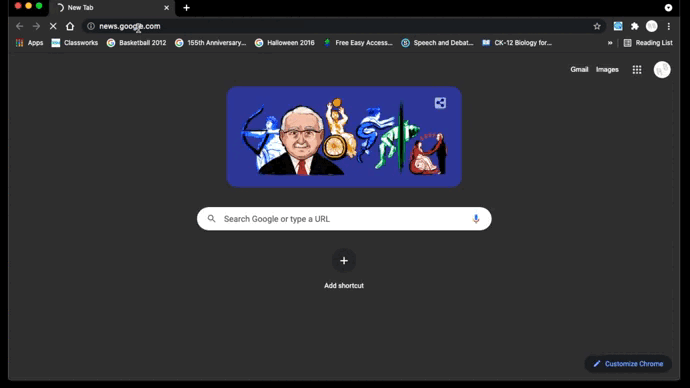 New Tab
news.google.com
Apps
Classworks
Basketball 2012
155th Anniversary...
Halloween 2016
Free Easy Access...
Speech and Debat...
CK-12 Biology for...
»
Reading List
Gmail
Images
Search Google or type a URL
Add shortcut
Customize Chrome